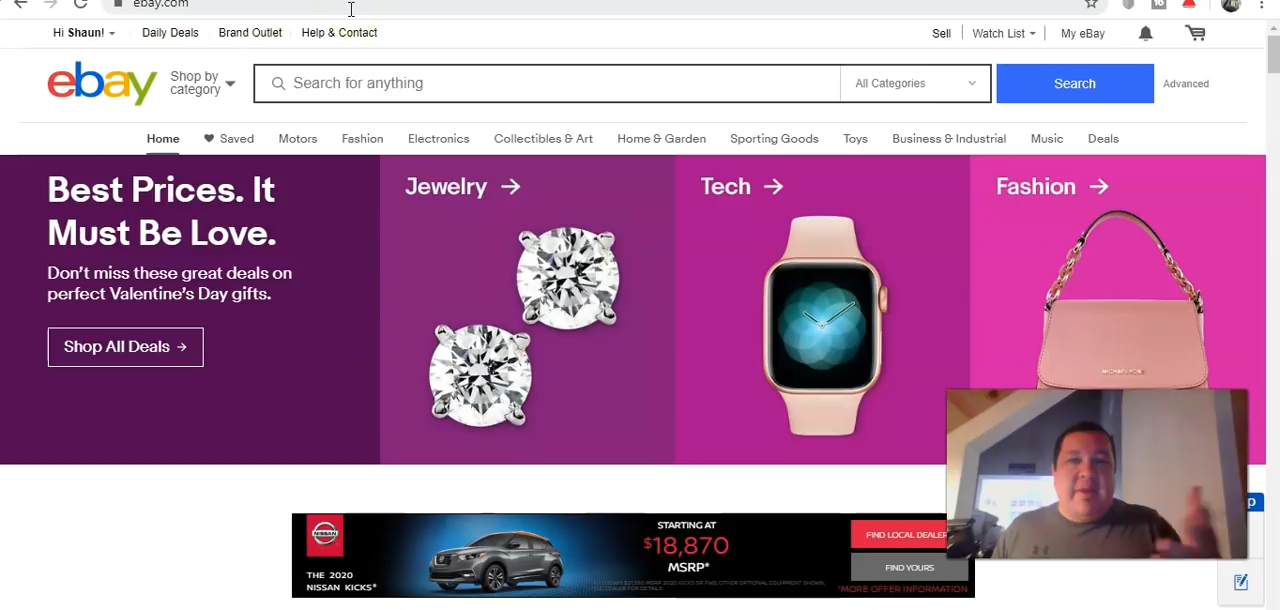 ebay.com
Hi Shaun!
Daily Deals
Brand Outlet
Help & Contact
Sell
Watch List
My eBay
ebay
Shop by
category
Search for anything
All Categories
Search
Advanced
Home
Saved
Motors
Fashion
Electronics
Collectibles & Art
Home & Garden
Sporting Goods
Toys
Business & Industrial
Music
Deals
Best Prices. It
Must Be Love.
Don't miss these great deals on
perfect Valentine's Day gifts.
Shop All Deals →
Jewelry →
Tech →
Fashion →
MICHAEL KORS
NISSAN
THE 2020
NISSAN KICKS*
STARTING AT
$18,870
MSRP*
FIND LOCAL DEALER
FIND YOURS
*MORE OFFER INFORMATION